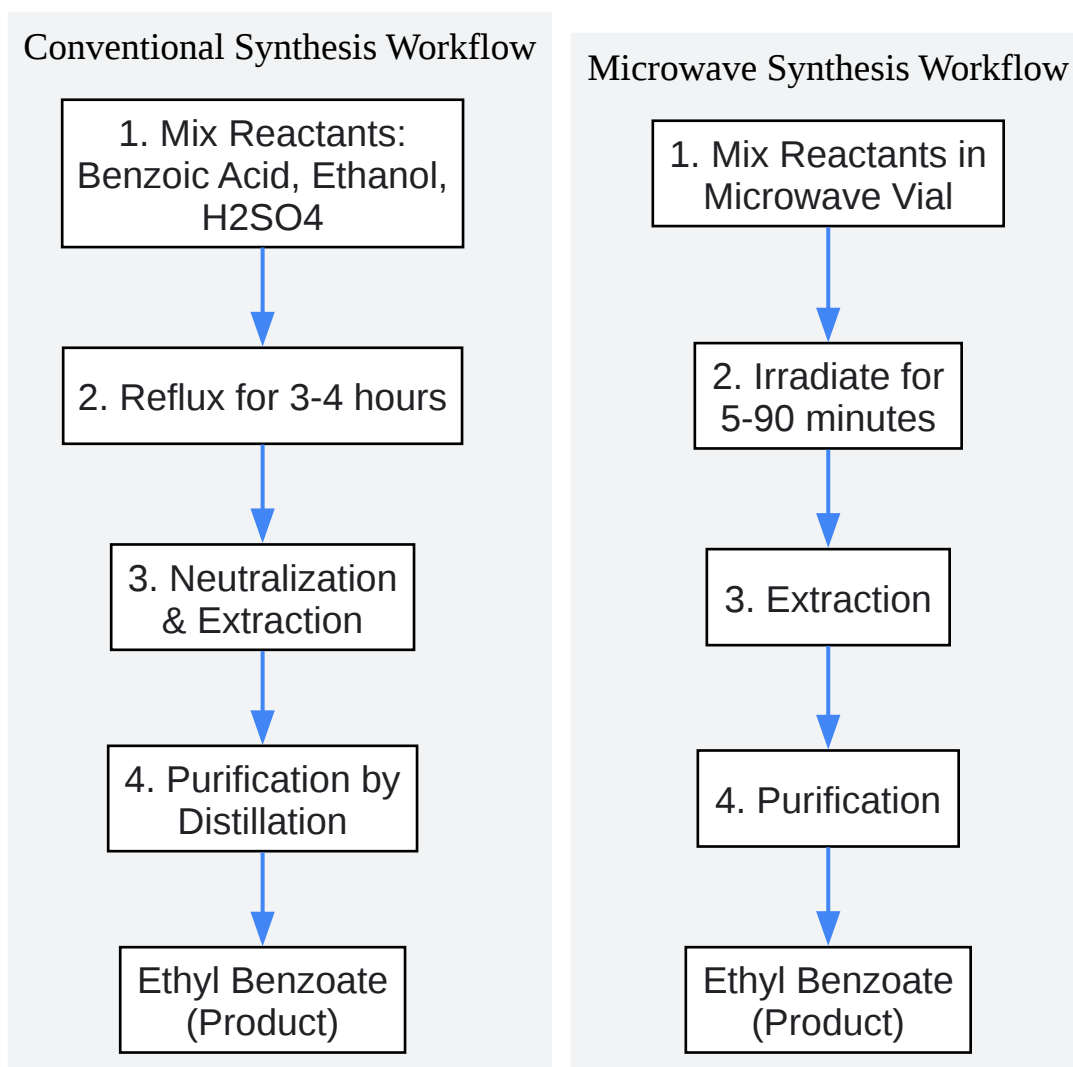 Conventional Synthesis Workflow
1. Mix Reactants:
Benzoic Acid, Ethanol,
H2SO4
2. Reflux for 3-4 hours
3. Neutralization
& Extraction
4. Purification by
Distillation
Ethyl Benzoate
(Product)
Microwave Synthesis Workflow
1. Mix Reactants in
Microwave Vial
2. Irradiate for
5-90 minutes
3. Extraction
4. Purification
Ethyl Benzoate
(Product)